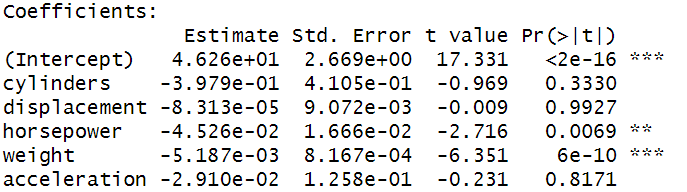 Coefficients:
               Estimate Std. Error t value Pr(>|t|)
(Intercept)   4.626e+01  2.669e+00  17.331   <2e-16 ***
cylinders    -3.979e-01  4.105e-01  -0.969   0.3330
displacement -8.313e-05  9.072e-03  -0.009   0.9927
horsepower   -4.526e-02  1.666e-02  -2.716   0.0069 **
weight       -5.187e-03  8.167e-04  -6.351    6e-10 ***
acceleration -2.910e-02  1.258e-01  -0.231   0.8171